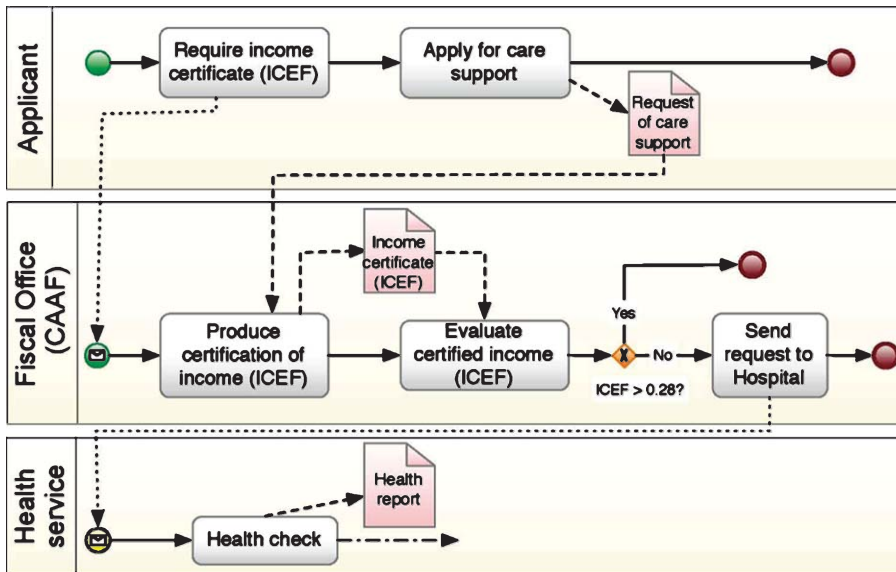 Applicant
Require income
certificate (ICEF)
Apply for care
support
Request
of care
support
Fiscal Office
(CAAF)
Income
certificate
(ICEF)
Produce
certification of
income (ICEF)
Evaluate
certified income
(ICEF)
Yes
X
No
ICEF > 0.28?
Send
request to
Hospital
Health
service
Health
report
Health check